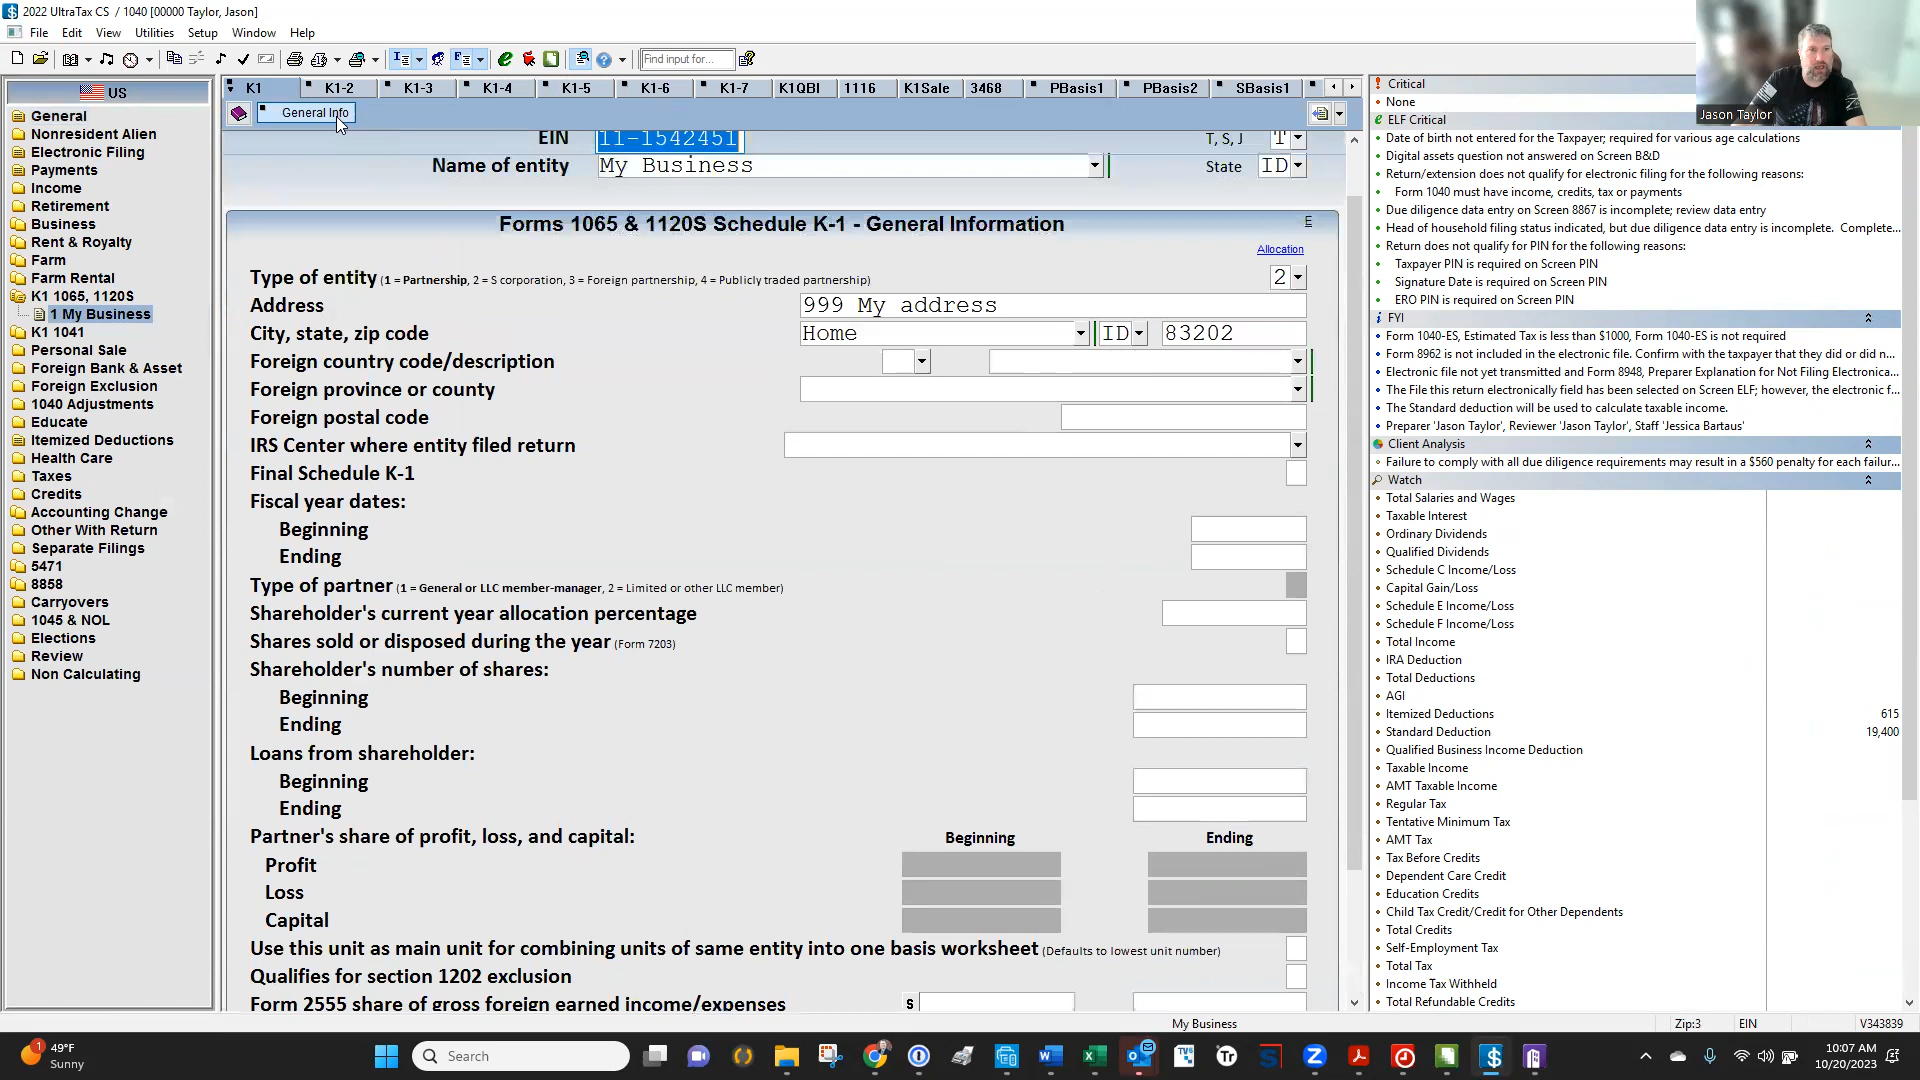 2022 UltraTax CS / 1040 [00000 Taylor, Jason]
File Edit View Utilities Setup Window Help
Find input for...
US
General
Nonresident Alien
Electronic Filing
Payments
Income
Retirement
Business
Rent & Royalty
Farm
Farm Rental
K1 1065, 1120S
1 My Business
K1 1041
Personal Sale
Foreign Bank & Asset
Foreign Exclusion
1040 Adjustments
Educate
Itemized Deductions
Health Care
Taxes
Credits
Accounting Change
Other With Return
Separate Filings
5471
8858
Carryovers
1045 & NOL
Elections
Review
Non Calculating
K1 K1-2 K1-3 K1-4 K1-5 K1-6 K1-7 K1QBI 1116 K1Sale 3468 PBasis1 PBasis2 SBasis1
General Info
EIN 11-1542451 T, S, J T
Name of entity My Business State ID
Forms 1065 & 1120S Schedule K-1 - General Information E
Allocation
Type of entity (1 = Partnership, 2 = S corporation, 3 = Foreign partnership, 4 = Publicly traded partnership) 2
Address 999 My address
City, state, zip code Home ID 83202
Foreign country code/description
Foreign province or county
Foreign postal code
IRS Center where entity filed return
Final Schedule K-1
Fiscal year dates:
Beginning
Ending
Type of partner (1 = General or LLC member-manager, 2 = Limited or other LLC member)
Shareholder's current year allocation percentage
Shares sold or disposed during the year (Form 7203)
Shareholder's number of shares:
Beginning
Ending
Loans from shareholder:
Beginning
Ending
Partner's share of profit, loss, and capital: Beginning Ending
Profit
Loss
Capital
Use this unit as main unit for combining units of same entity into one basis worksheet (Defaults to lowest unit number)
Qualifies for section 1202 exclusion
Form 2555 share of gross foreign earned income/expenses S
Critical
None
ELF Critical
Date of birth not entered for the Taxpayer; required for various age calculations
Digital assets question not answered on Screen B&D
Return/extension does not qualify for electronic filing for the following reasons:
Form 1040 must have income, credits, tax or payments
Due diligence data entry on Screen 8867 is incomplete; review data entry
Head of household filing status indicated, but due diligence data entry is incomplete. Complete...
Return does not qualify for PIN for the following reasons:
Taxpayer PIN is required on Screen PIN
Signature Date is required on Screen PIN
ERO PIN is required on Screen PIN
FYI
Form 1040-ES, Estimated Tax is less than $1000, Form 1040-ES is not required
Form 8962 is not included in the electronic file. Confirm with the taxpayer that they did or did n...
Electronic file not yet transmitted and Form 8948, Preparer Explanation for Not Filing Electronica...
The File this return electronically field has been selected on Screen ELF; however, the electronic f...
The Standard deduction will be used to calculate taxable income.
Preparer 'Jason Taylor', Reviewer 'Jason Taylor', Staff 'Jessica Bartaus'
Client Analysis
Failure to comply with all due diligence requirements may result in a $560 penalty for each failur...
Watch
Total Salaries and Wages
Taxable Interest
Ordinary Dividends
Qualified Dividends
Schedule C Income/Loss
Capital Gain/Loss
Schedule E Income/Loss
Schedule F Income/Loss
Total Income
IRA Deduction
Total Deductions
AGI
Itemized Deductions 615
Standard Deduction 19,400
Qualified Business Income Deduction
Taxable Income
AMT Taxable Income
Regular Tax
Tentative Minimum Tax
AMT Tax
Tax Before Credits
Dependent Care Credit
Education Credits
Child Tax Credit/Credit for Other Dependents
Total Credits
Self-Employment Tax
Total Tax
Income Tax Withheld
Total Refundable Credits
Jason Taylor
My Business Zip:3 EIN V343839
49°F
Sunny
Search
10:07 AM
10/20/2023